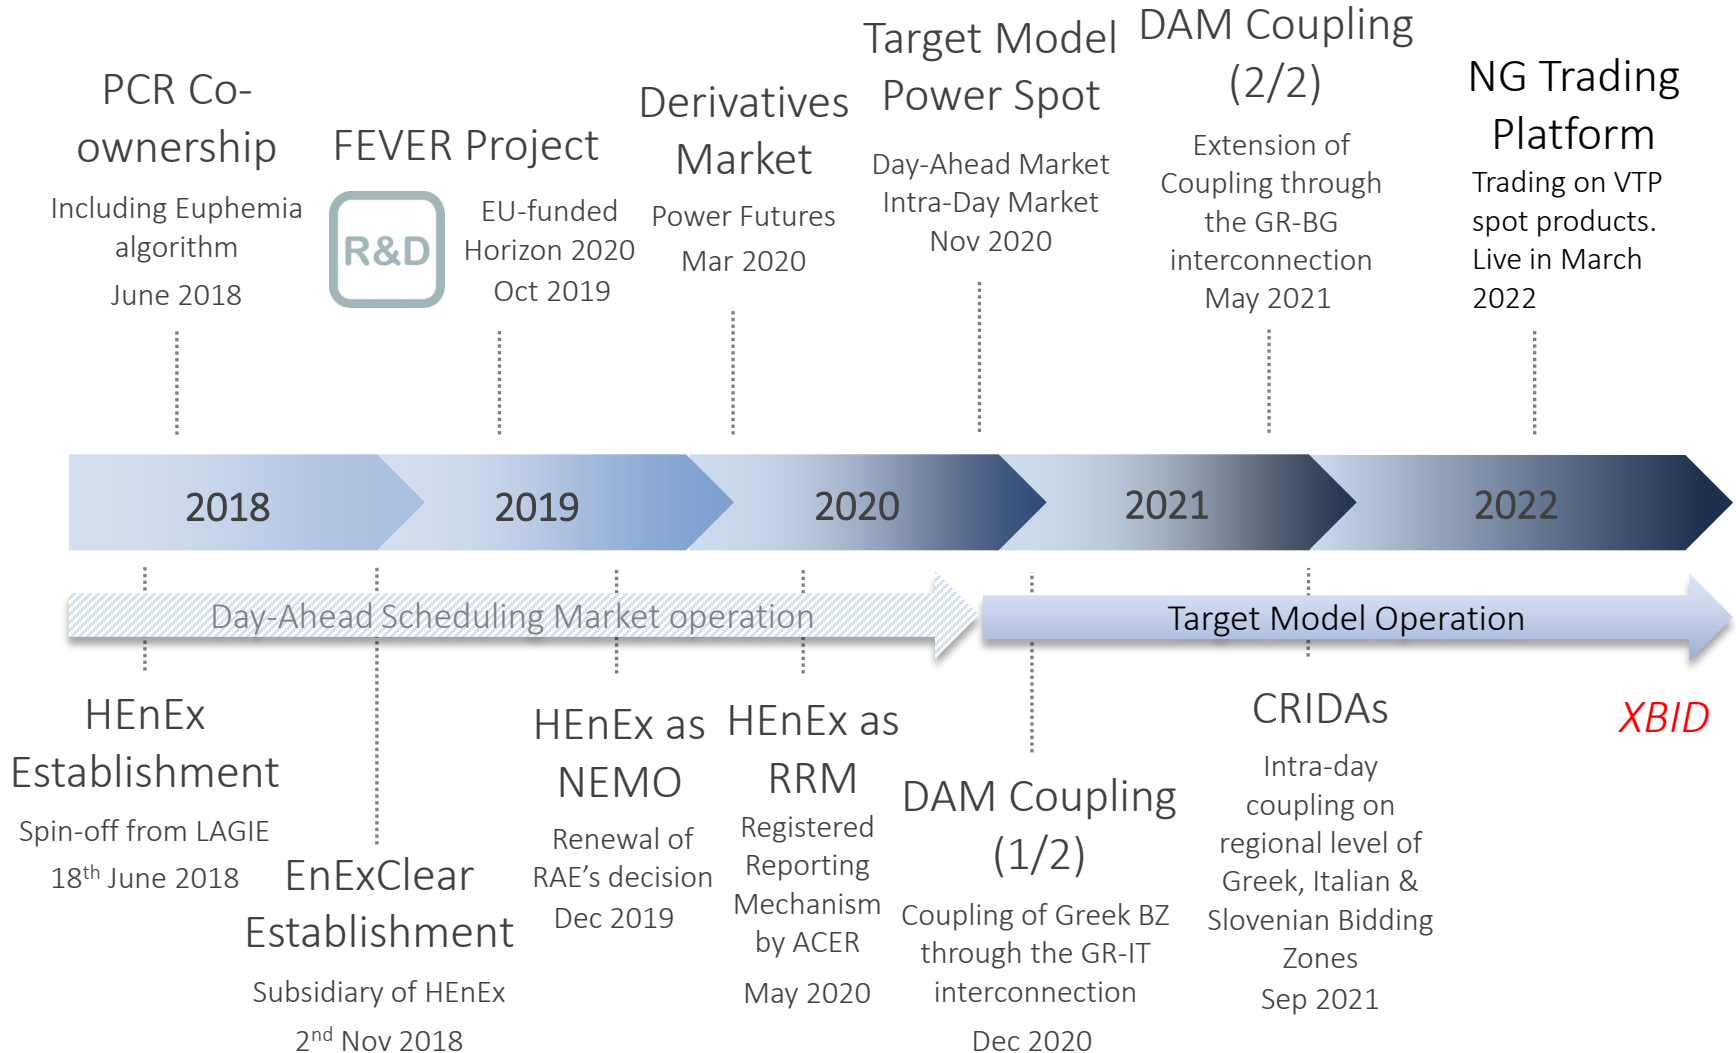 PCR Co-
ownership
Including Euphemia
algorithm
June 2018
FEVER Project
R&D
EU-funded
Horizon 2020
Oct 2019
Derivatives
Market
Power Futures
Mar 2020
Target Model
Power Spot
Day-Ahead Market
Intra-Day Market
Nov 2020
DAM Coupling
(2/2)
Extension of
Coupling through
the GR-BG
interconnection
May 2021
NG Trading
Platform
Trading on VTP
spot products.
Live in March
2022
2018
2019
2020
2021
2022
Day-Ahead Scheduling Market operation
Target Model Operation
HEnEx
Establishment
Spin-off from LAGIE
18th June 2018
EnExClear
Establishment
Subsidiary of HEnEx
2nd Nov 2018
HEnEx as
NEMO
Renewal of
RAE’s decision
Dec 2019
HEnEx as
RRM
Registered
Reporting
Mechanism
by ACER
May 2020
DAM Coupling
(1/2)
Coupling of Greek BZ
through the GR-IT
interconnection
Dec 2020
CRIDAs
Intra-day
coupling on
regional level of
Greek, Italian &
Slovenian Bidding
Zones
Sep 2021
XBID